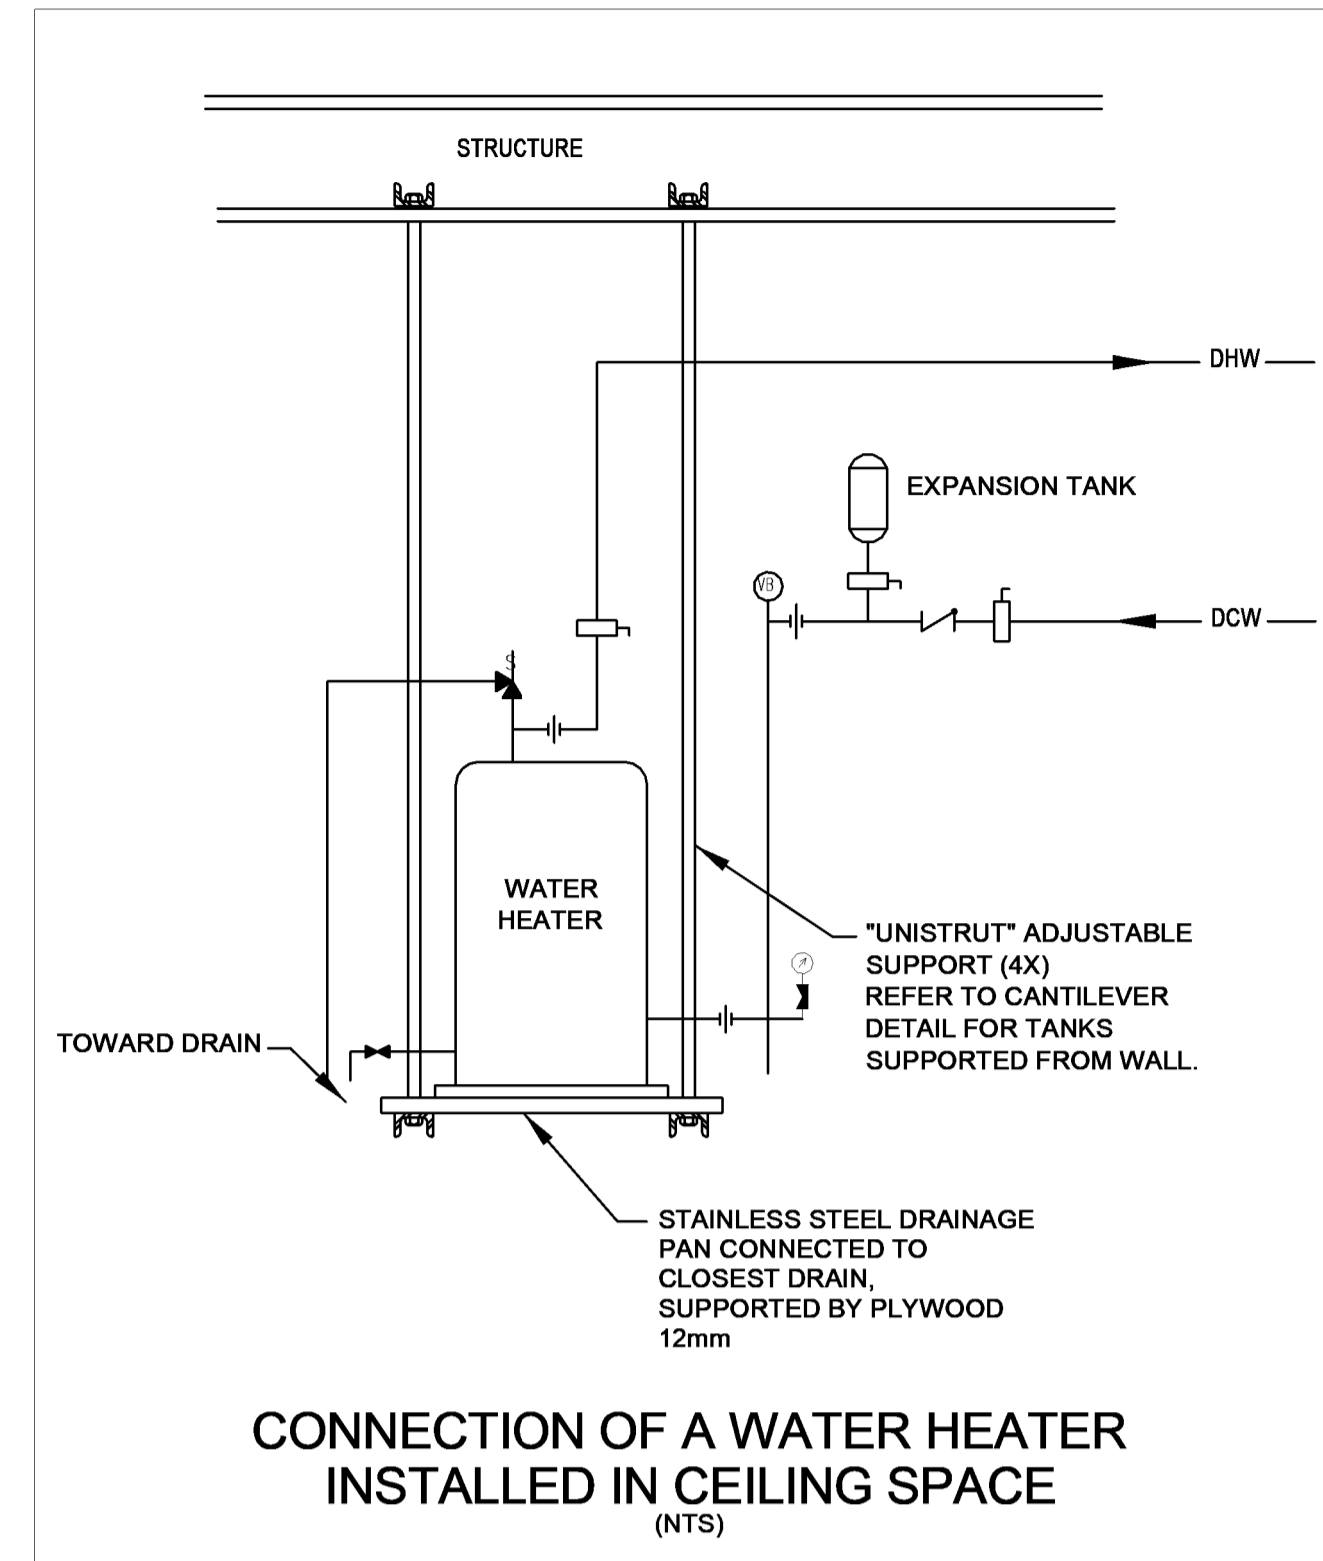 STRUCTURE
DHW
EXPANSION TANK
VB
DCW
S
WATER
HEATER
"UNISTRUT" ADJUSTABLE
SUPPORT (4X)
REFER TO CANTILEVER
DETAIL FOR TANKS
SUPPORTED FROM WALL.
TOWARD DRAIN
STAINLESS STEEL DRAINAGE
PAN CONNECTED TO
CLOSEST DRAIN,
SUPPORTED BY PLYWOOD
12mm
CONNECTION OF A WATER HEATER
INSTALLED IN CEILING SPACE
(NTS)